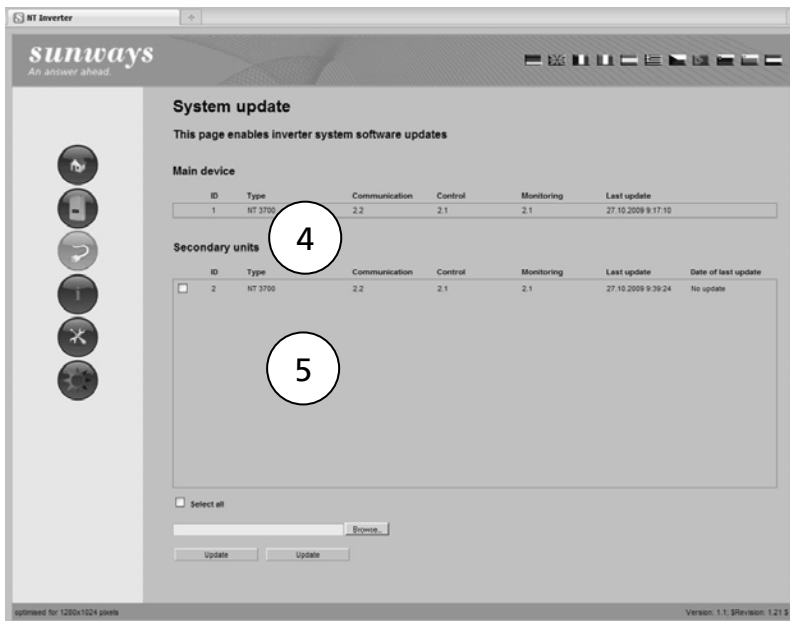 NT Inverter
sunways
An answer ahead.
System update
This page enables inverter system software updates
Main device
ID Type Communication Control Monitoring Last update
1 NT 3700 2.2 2.1 2.1 27.10.2009 9:17:10
4
Secondary units
ID Type Communication Control Monitoring Last update Date of last update
2 NT 3700 2.2 2.1 2.1 27.10.2009 9:39:24 No update
5
Select all
Browse..
Update Update
optimised for 1280x1024 pixels Version: 1.1; $Revision: 1.21 $